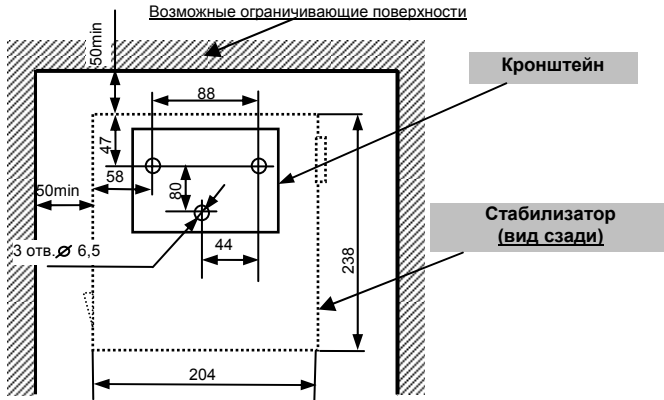 Возможные ограничивающие поверхности
50min
Кронштейн
88
47
58
80
50min
Стабилизатор
(вид сзади)
3 отв.⌀ 6,5
44
238
204